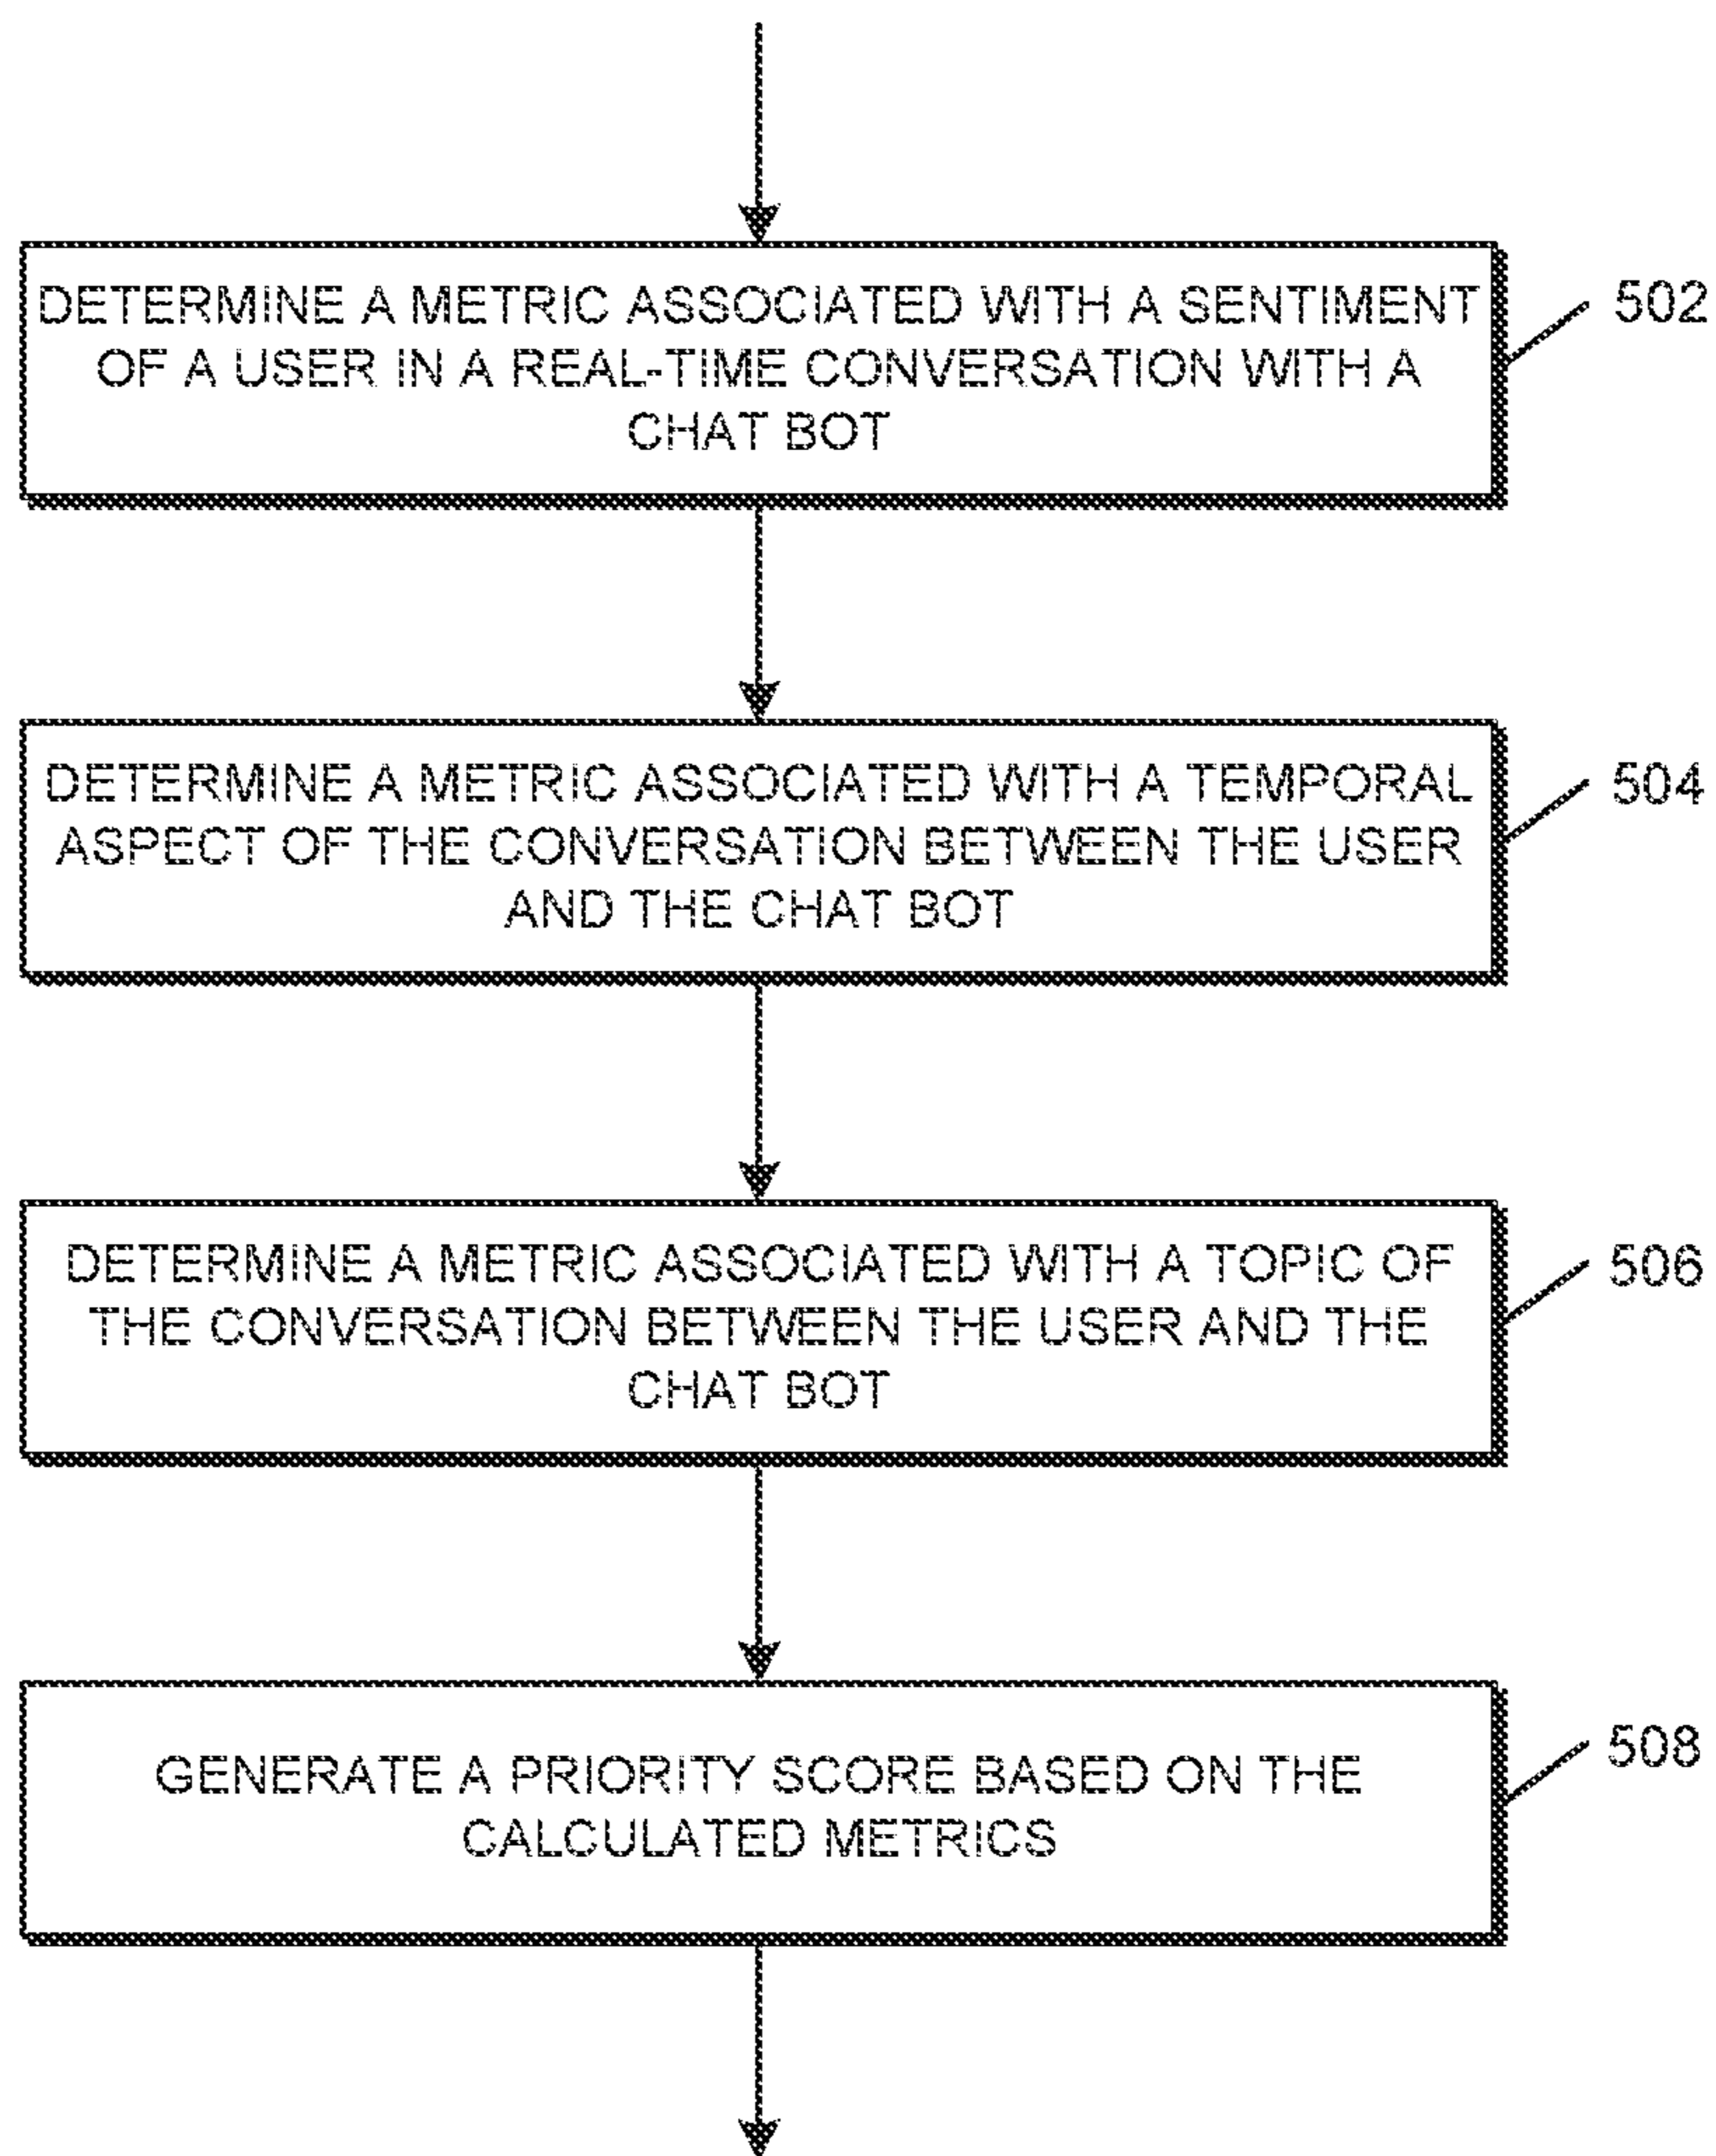 DETERMINE A METRIC ASSOCIATED WITH A SENTIMENT
OF A USER IN A REAL-TIME CONVERSATION WITH A
CHAT BOT
502
DETERMINE A METRIC ASSOCIATED WITH A TEMPORAL
ASPECT OF THE CONVERSATION BETWEEN THE USER
AND THE CHAT BOT
504
DETERMINE A METRIC ASSOCIATED WITH A TOPIC OF
THE CONVERSATION BETWEEN THE USER AND THE
CHAT BOT
506
GENERATE A PRIORITY SCORE BASED ON THE
CALCULATED METRICS
508